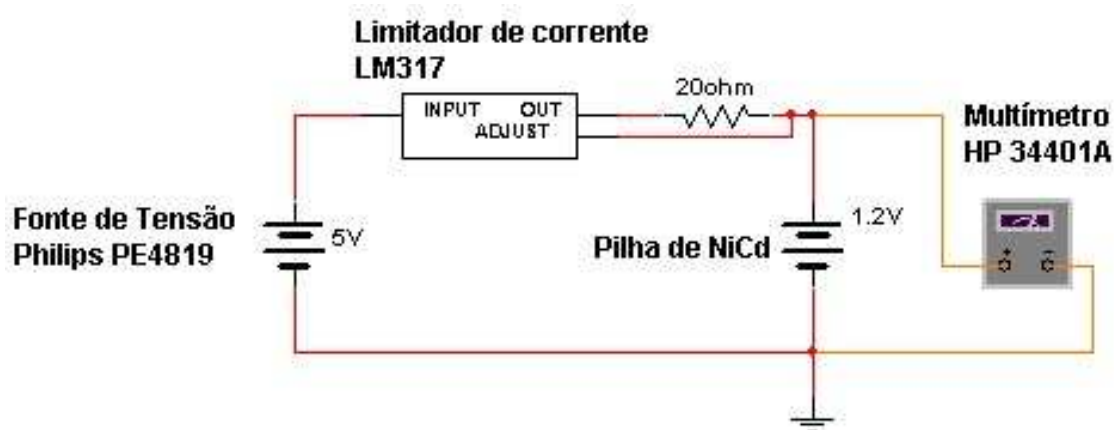 Limitador de corrente
LM317
20ohm
INPUT OUT
ADJUST
Multímetro
HP 34401A
Fonte de Tensão
Philips PE4819
5V
Pilha de NiCd
1.2V
+ -